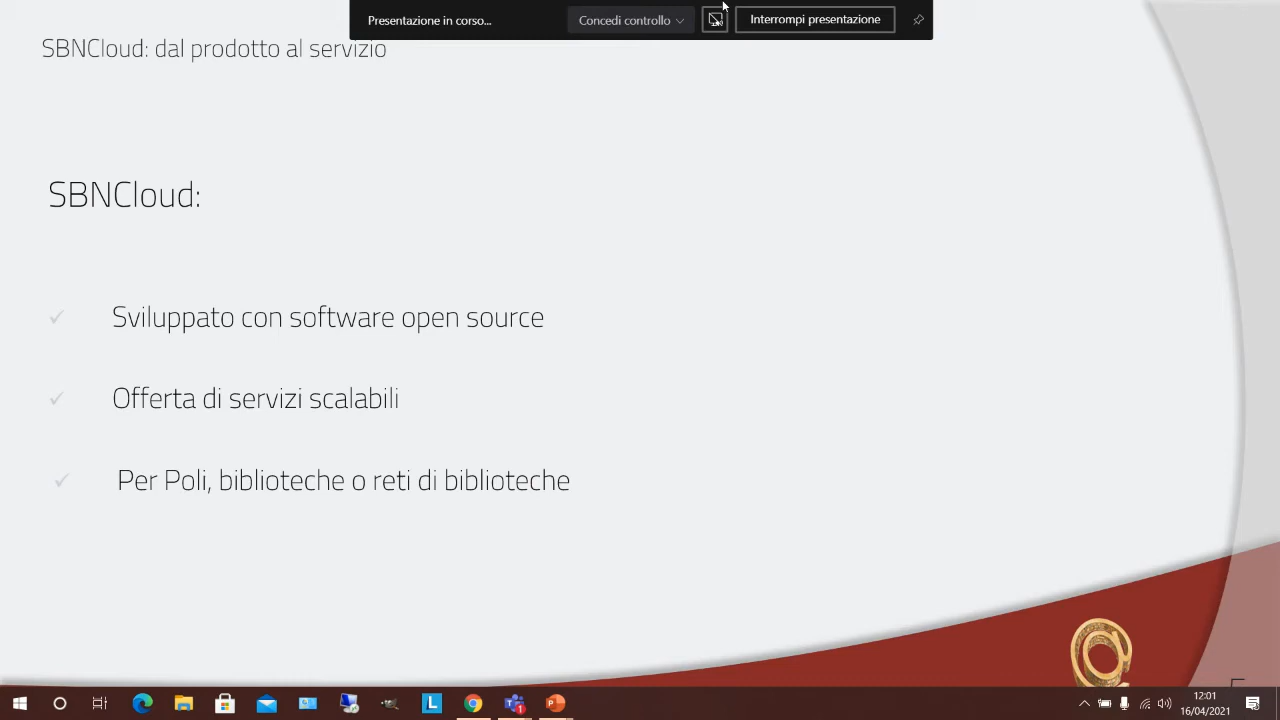 Presentazione in corso...
Concedi controllo
Interrompi presentazione
SBNCloud: dal prodotto al servizio
SBNCloud:
Sviluppato con software open source
Offerta di servizi scalabili
Per Poli, biblioteche o reti di biblioteche
L
1
P
12:01
16/04/2021